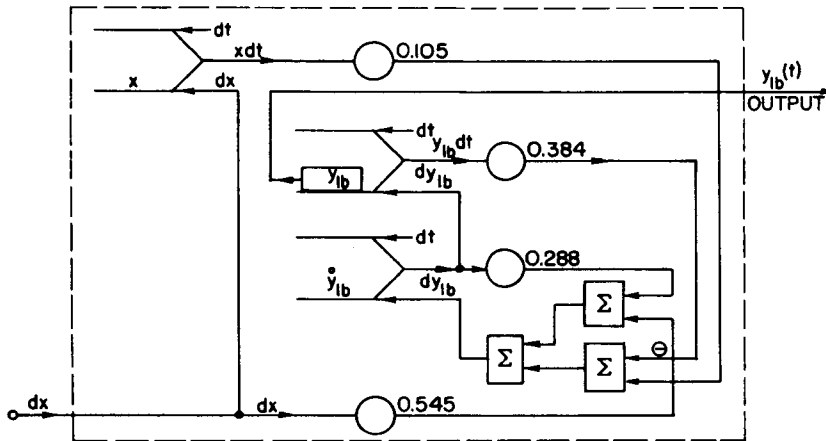 dt
x dt
0.105
x
dx
y1b(t)
OUTPUT
dt
y1b dt
0.384
y1b
dy1b
dt
0.288
ẏ1b
dy1b
Σ
Σ
Σ
⊖
dx
dx
0.545